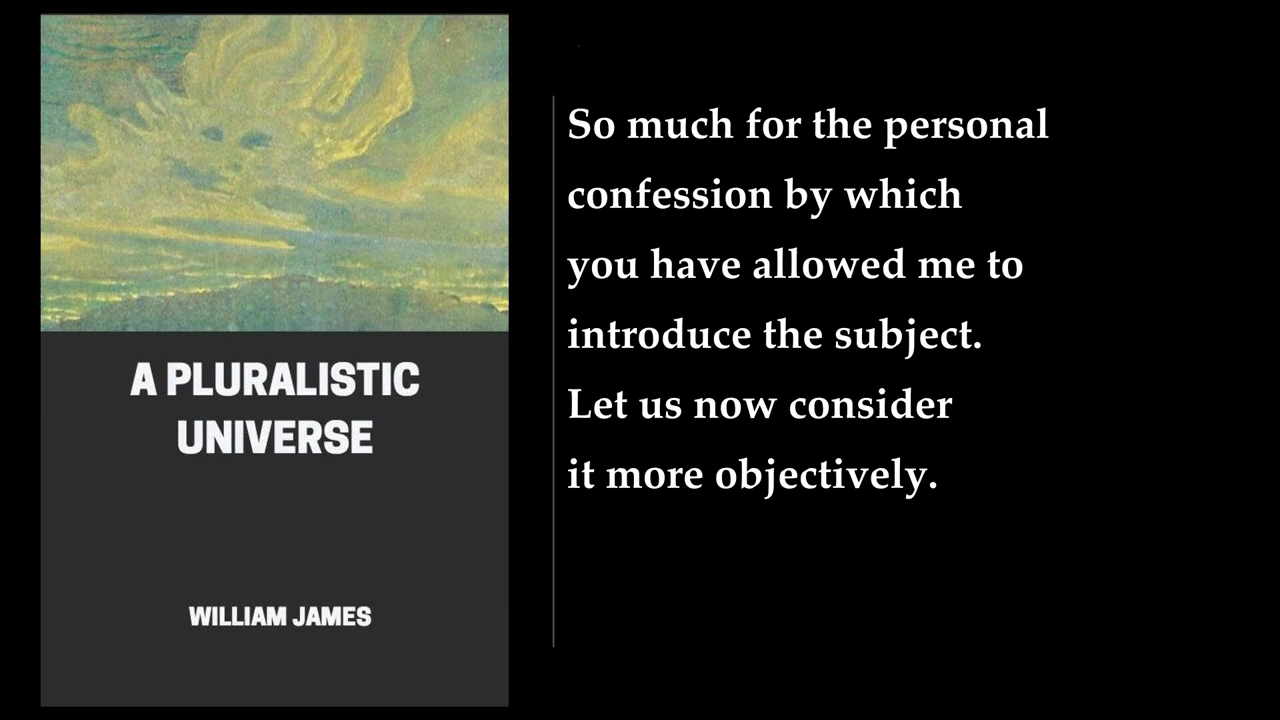 A PLURALISTIC
UNIVERSE
WILLIAM JAMES
So much for the personal
confession by which
you have allowed me to
introduce the subject.
Let us now consider
it more objectively.